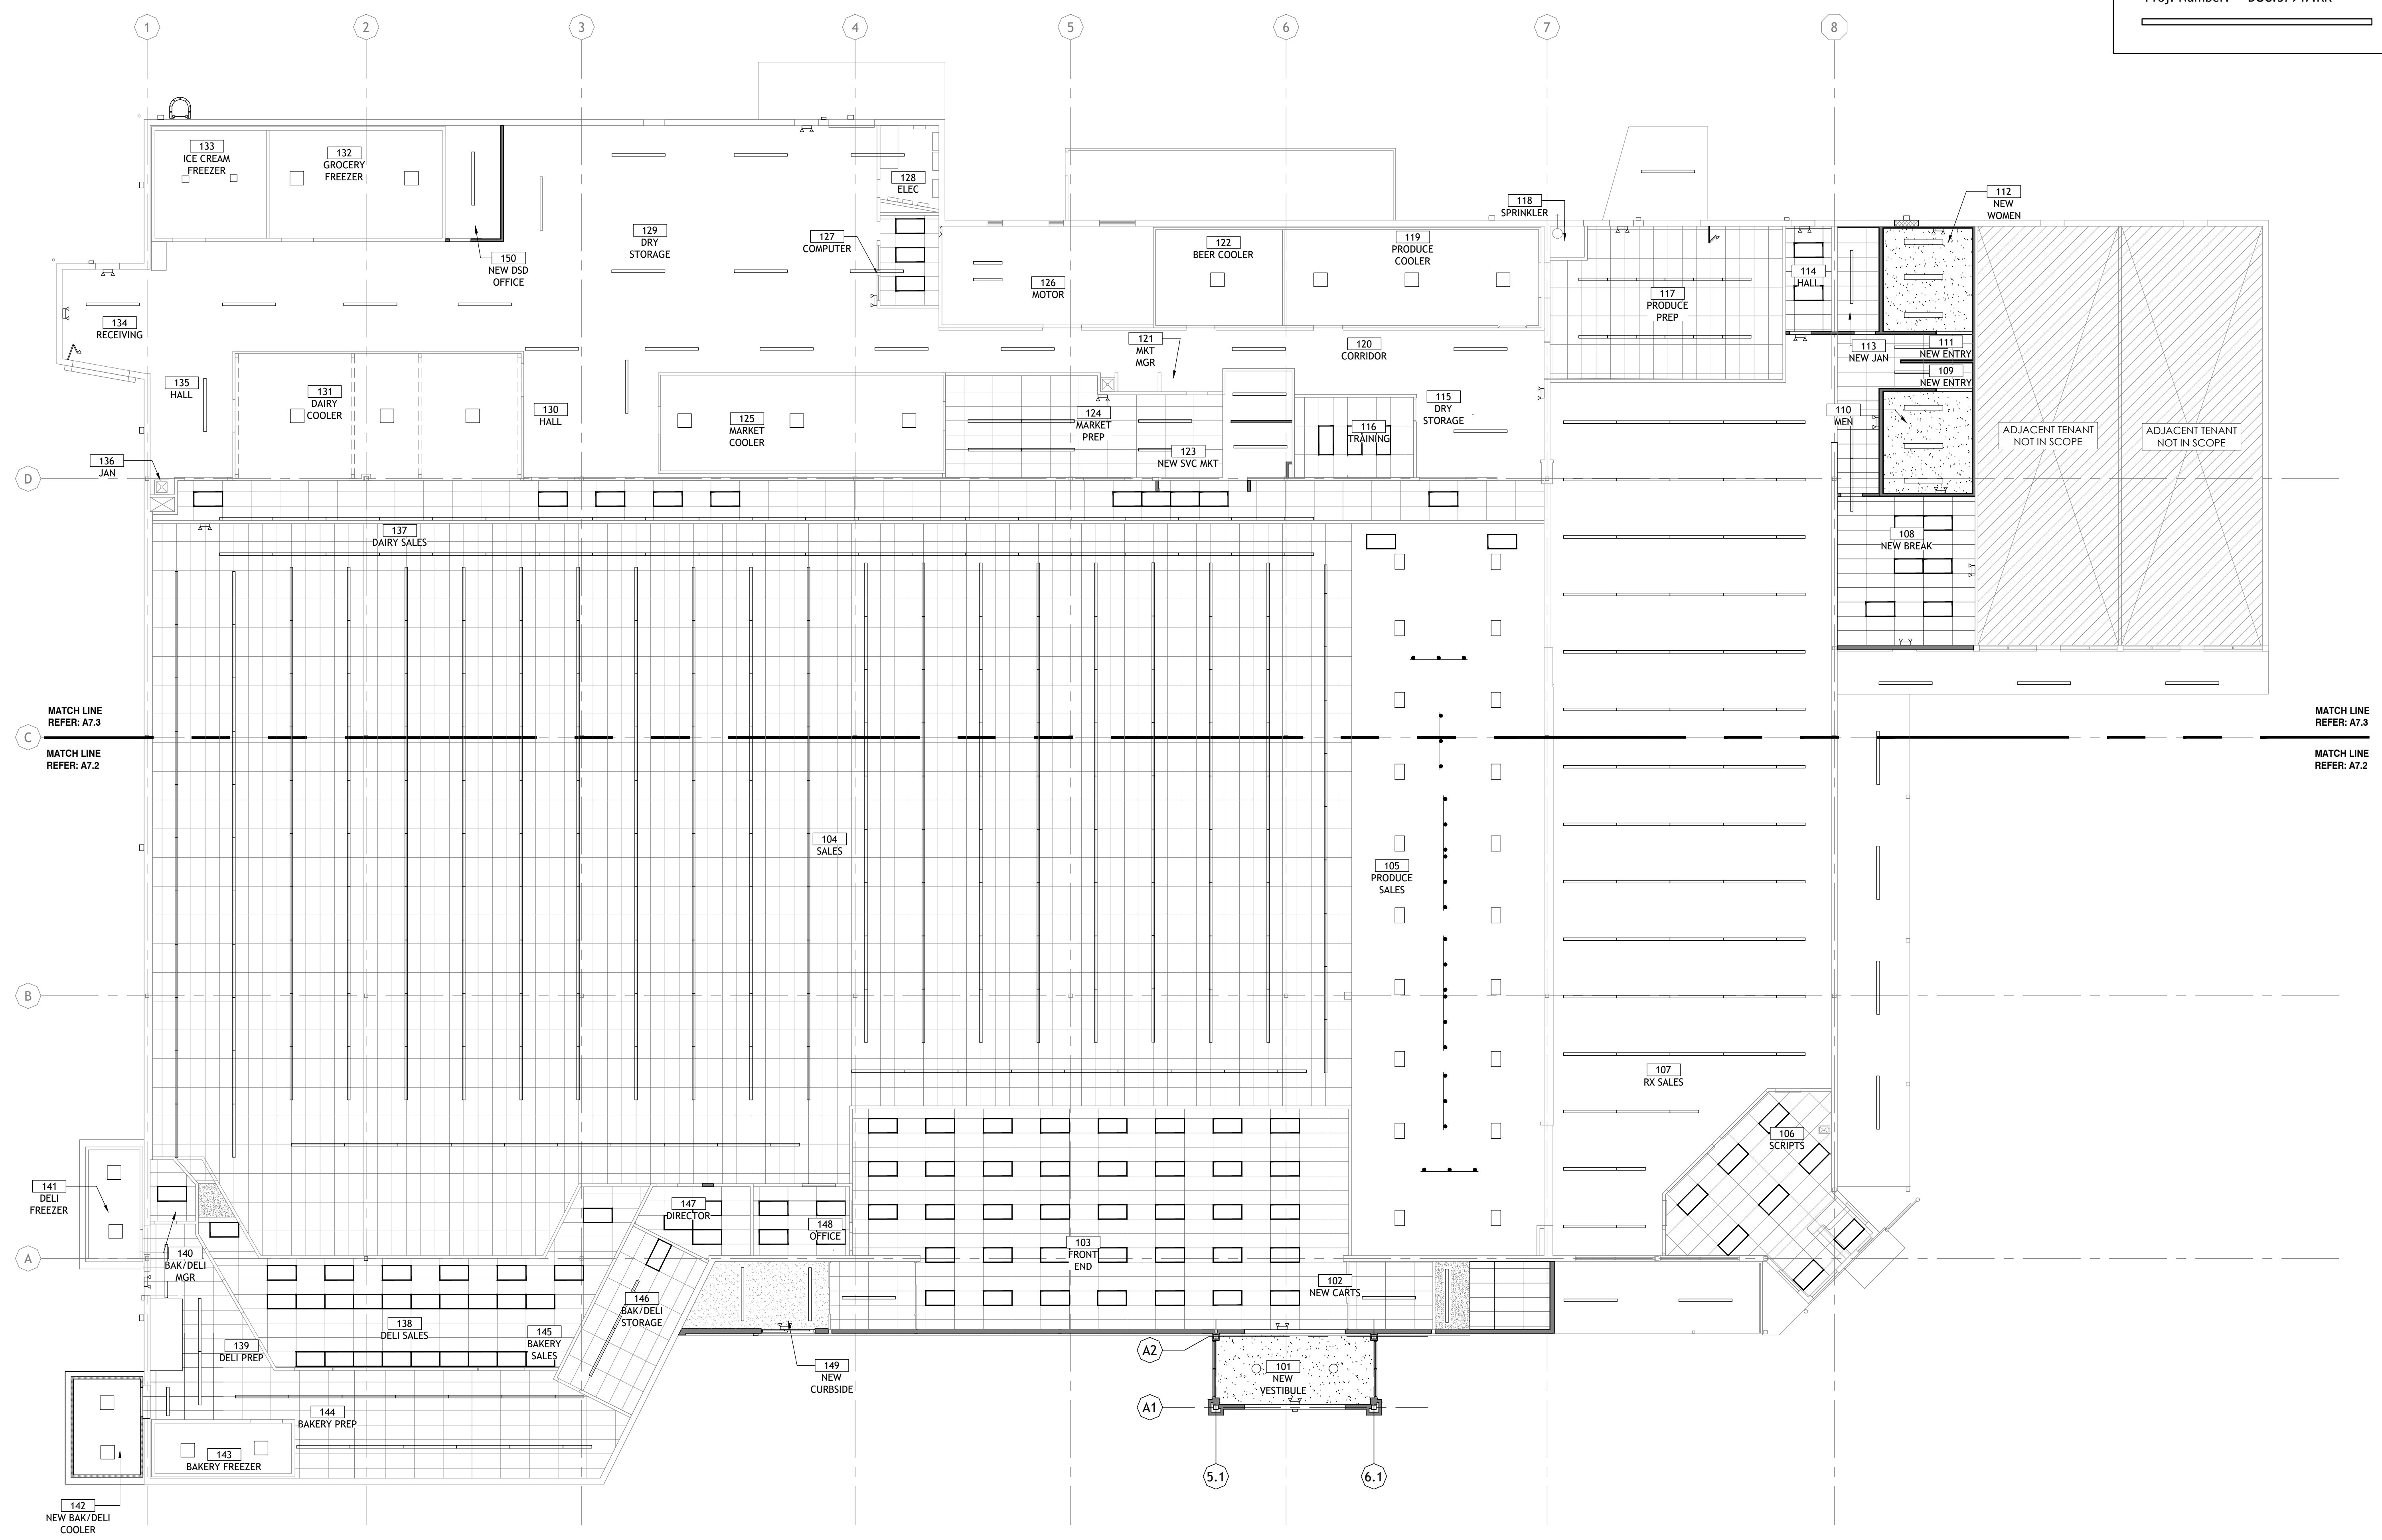 1
2
3
4
5
6
7
8
133
ICE CREAM
FREEZER
132
GROCERY
FREEZER
128
ELEC
118
SPRINKLER
112
NEW
WOMEN
129
DRY
STORAGE
127
COMPUTER
122
BEER COOLER
119
PRODUCE
COOLER
150
NEW DSD
OFFICE
126
MOTOR
117
PRODUCE
PREP
114
HALL
134
RECEIVING
121
MKT
MGR
120
CORRIDOR
113
NEW JAN
111
NEW ENTRY
109
NEW ENTRY
135
HALL
131
DAIRY
COOLER
130
HALL
125
MARKET
COOLER
124
MARKET
PREP
115
DRY
STORAGE
116
TRAINING
110
MEN
ADJACENT TENANT
NOT IN SCOPE
ADJACENT TENANT
NOT IN SCOPE
123
NEW SVC MKT
136
JAN
D
137
DAIRY SALES
108
NEW BREAK
MATCH LINE
REFER: A7.3
MATCH LINE
REFER: A7.3
C
MATCH LINE
REFER: A7.2
MATCH LINE
REFER: A7.2
104
SALES
105
PRODUCE
SALES
B
107
RX SALES
106
SCRIPTS
141
DELI
FREEZER
147
DIRECTOR
148
OFFICE
103
FRONT
END
A
140
BAK/DELI
MGR
102
NEW CARTS
146
BAK/DELI
STORAGE
138
DELI SALES
145
BAKERY
SALES
139
DELI PREP
A2
149
NEW
CURBSIDE
101
NEW
VESTIBULE
A1
144
BAKERY PREP
143
BAKERY FREEZER
5.1
6.1
142
NEW BAK/DELI
COOLER